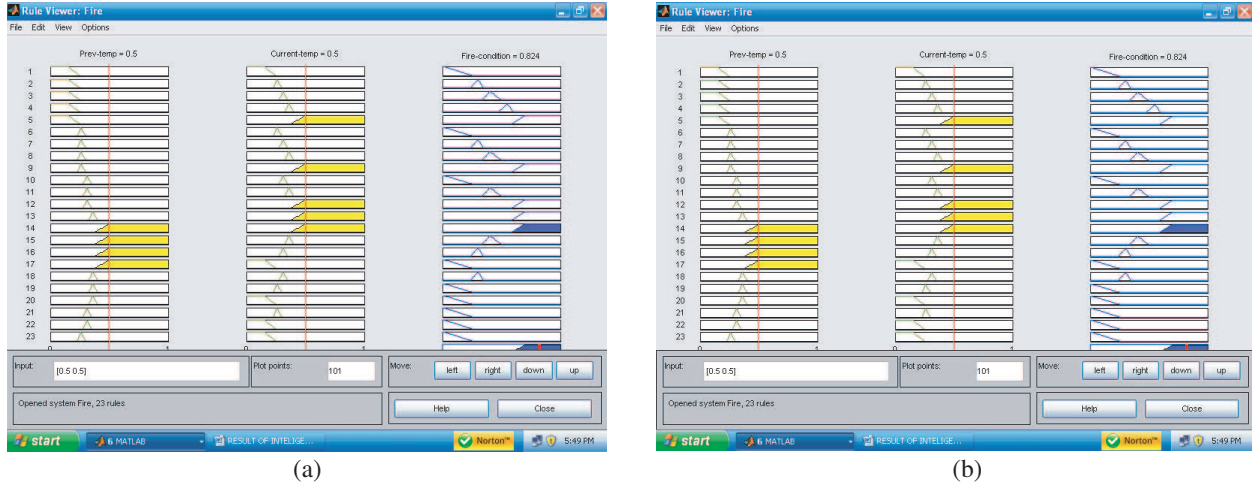 Rule Viewer: Fire
File Edit View Options
Prev-temp = 0.5
Current-temp = 0.5
Fire-condition = 0.824
1
2
3
4
5
6
7
8
9
10
11
12
13
14
15
16
17
18
19
20
21
22
23
0 1
Input: [0.5 0.5]
Plot points: 101
Move: left right down up
Opened system Fire, 23 rules
Help Close
start 6 MATLAB RESULT OF INTELIGE... Norton™ 5:49 PM
(a)
Rule Viewer: Fire
File Edit View Options
Prev-temp = 0.5
Current-temp = 0.5
Fire-condition = 0.824
1
2
3
4
5
6
7
8
9
10
11
12
13
14
15
16
17
18
19
20
21
22
23
0 1
Input: [0.5 0.5]
Plot points: 101
Move: left right down up
Opened system Fire, 23 rules
Help Close
start 6 MATLAB RESULT OF INTELIGE... Norton™ 5:49 PM
(b)